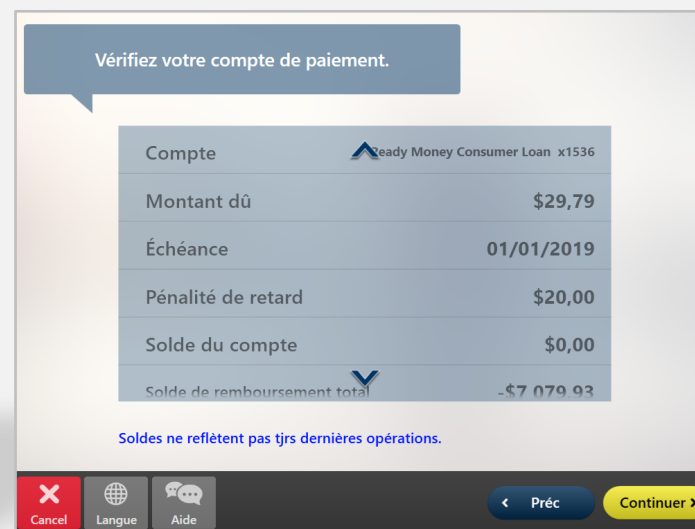 Vérifiez votre compte de paiement.
Compte Ready Money Consumer Loan x1536
Montant dû $29,79
Échéance 01/01/2019
Pénalité de retard $20,00
Solde du compte $0,00
Solde de remboursement total -$7 079,93
Soldes ne reflètent pas tjrs dernières opérations.
Cancel Langue Aide Préc Continuer